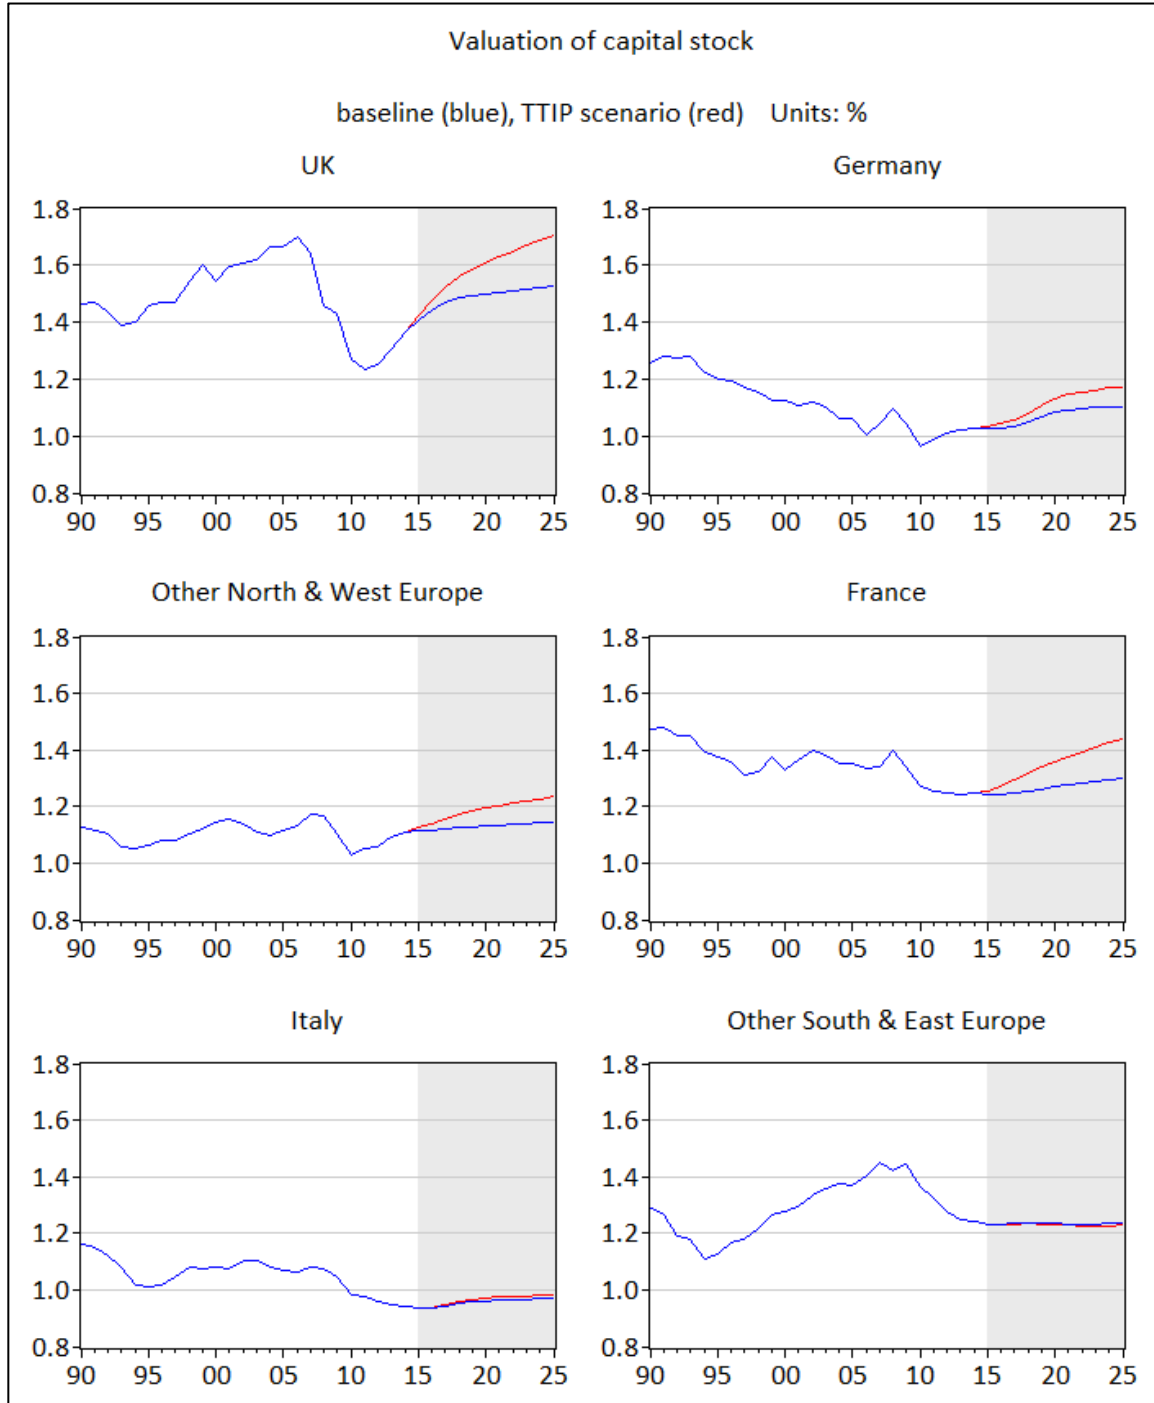 Valuation of capital stock
baseline (blue), TTIP scenario (red) Units: %
UK
1.8
1.6
1.4
1.2
1.0
0.8
90 95 00 05 10 15 20 25
Germany
1.8
1.6
1.4
1.2
1.0
0.8
90 95 00 05 10 15 20 25
Other North & West Europe
1.8
1.6
1.4
1.2
1.0
0.8
90 95 00 05 10 15 20 25
France
1.8
1.6
1.4
1.2
1.0
0.8
90 95 00 05 10 15 20 25
Italy
1.8
1.6
1.4
1.2
1.0
0.8
90 95 00 05 10 15 20 25
Other South & East Europe
1.8
1.6
1.4
1.2
1.0
0.8
90 95 00 05 10 15 20 25